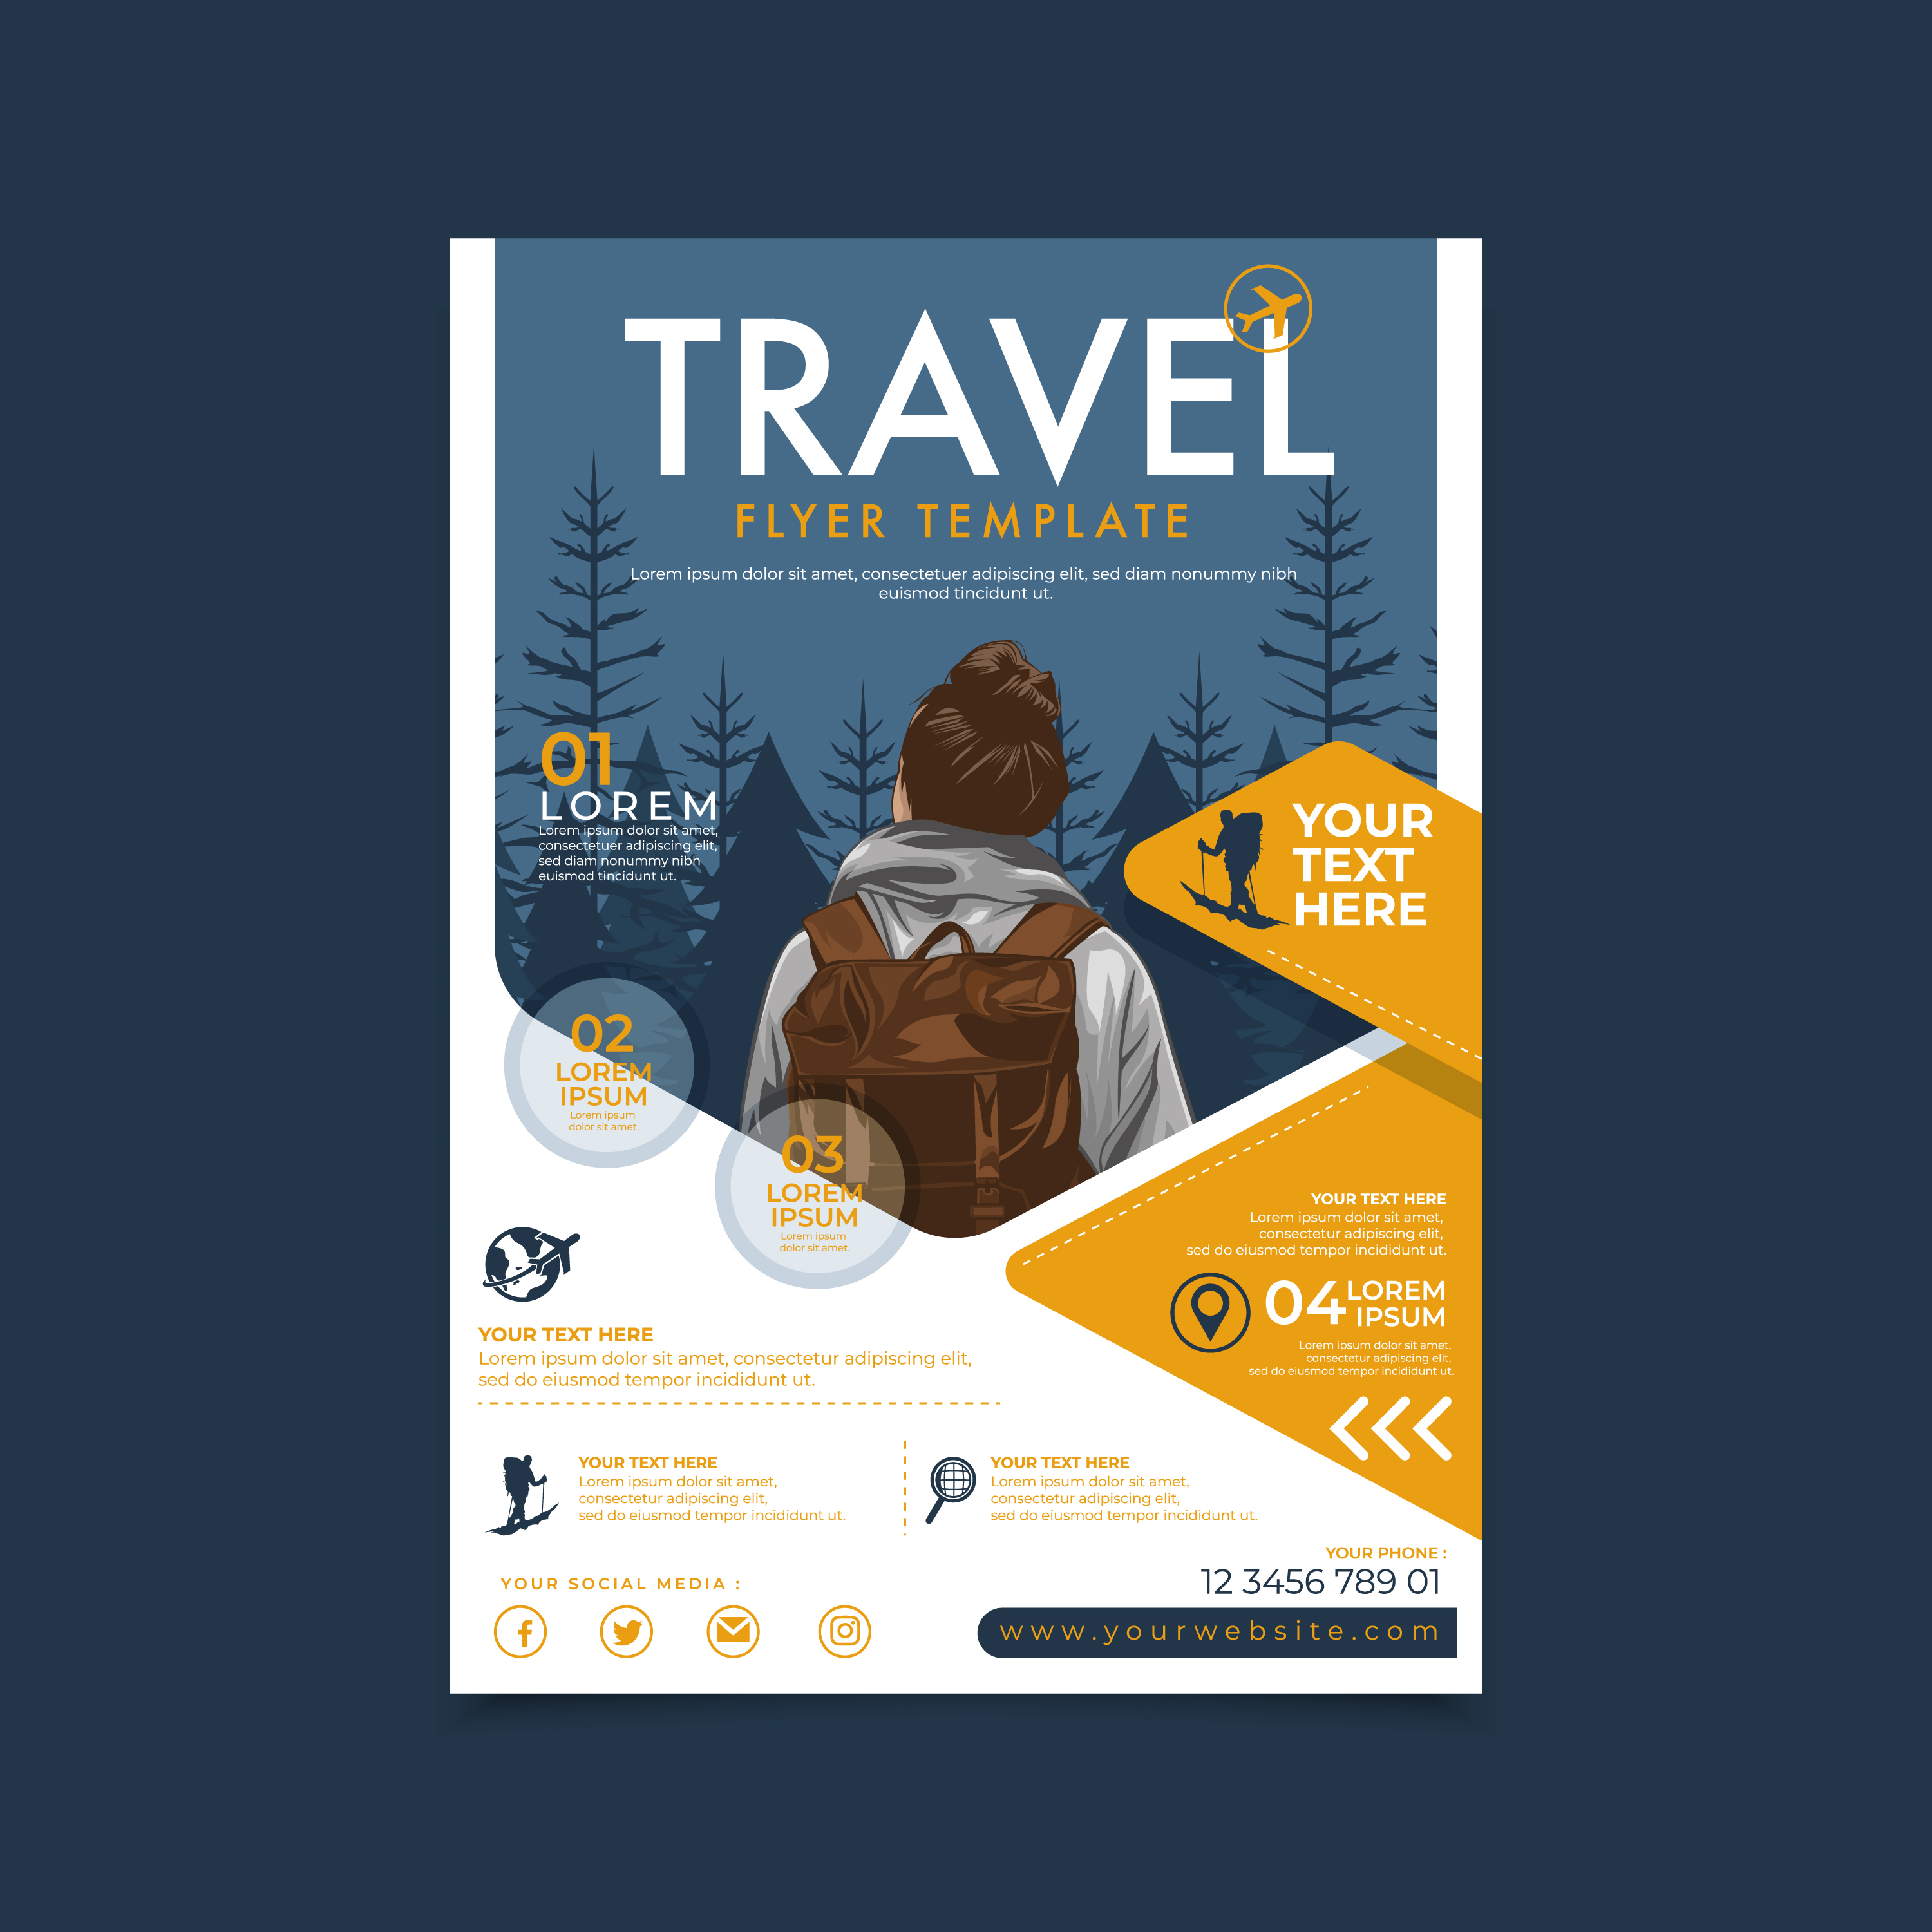 TRAVEL
FLYER TEMPLATE
Lorem ipsum dolor sit amet, consectetuer adipiscing elit, sed diam nonummy nibh
euismod tincidunt ut.
01
LOREM
Lorem ipsum dolor sit amet,
consectetuer adipiscing elit,
sed diam nonummy nibh
euismod tincidunt ut.
YOUR
TEXT
HERE
02
LOREM
IPSUM
Lorem ipsum
dolor sit amet.
03
LOREM
IPSUM
Lorem ipsum
dolor sit amet.
YOUR TEXT HERE
Lorem ipsum dolor sit amet,
consectetur adipiscing elit,
sed do eiusmod tempor incididunt ut.
04
LOREM
IPSUM
Lorem ipsum dolor sit amet,
consectetur adipiscing elit,
sed do eiusmod tempor incididunt ut.
YOUR TEXT HERE
Lorem ipsum dolor sit amet, consectetur adipiscing elit,
sed do eiusmod tempor incididunt ut.
YOUR TEXT HERE
Lorem ipsum dolor sit amet,
consectetur adipiscing elit,
sed do eiusmod tempor incididunt ut.
YOUR TEXT HERE
Lorem ipsum dolor sit amet,
consectetur adipiscing elit,
sed do eiusmod tempor incididunt ut.
YOUR SOCIAL MEDIA :
YOUR PHONE :
12 3456 789 01
www.yourwebsite.com